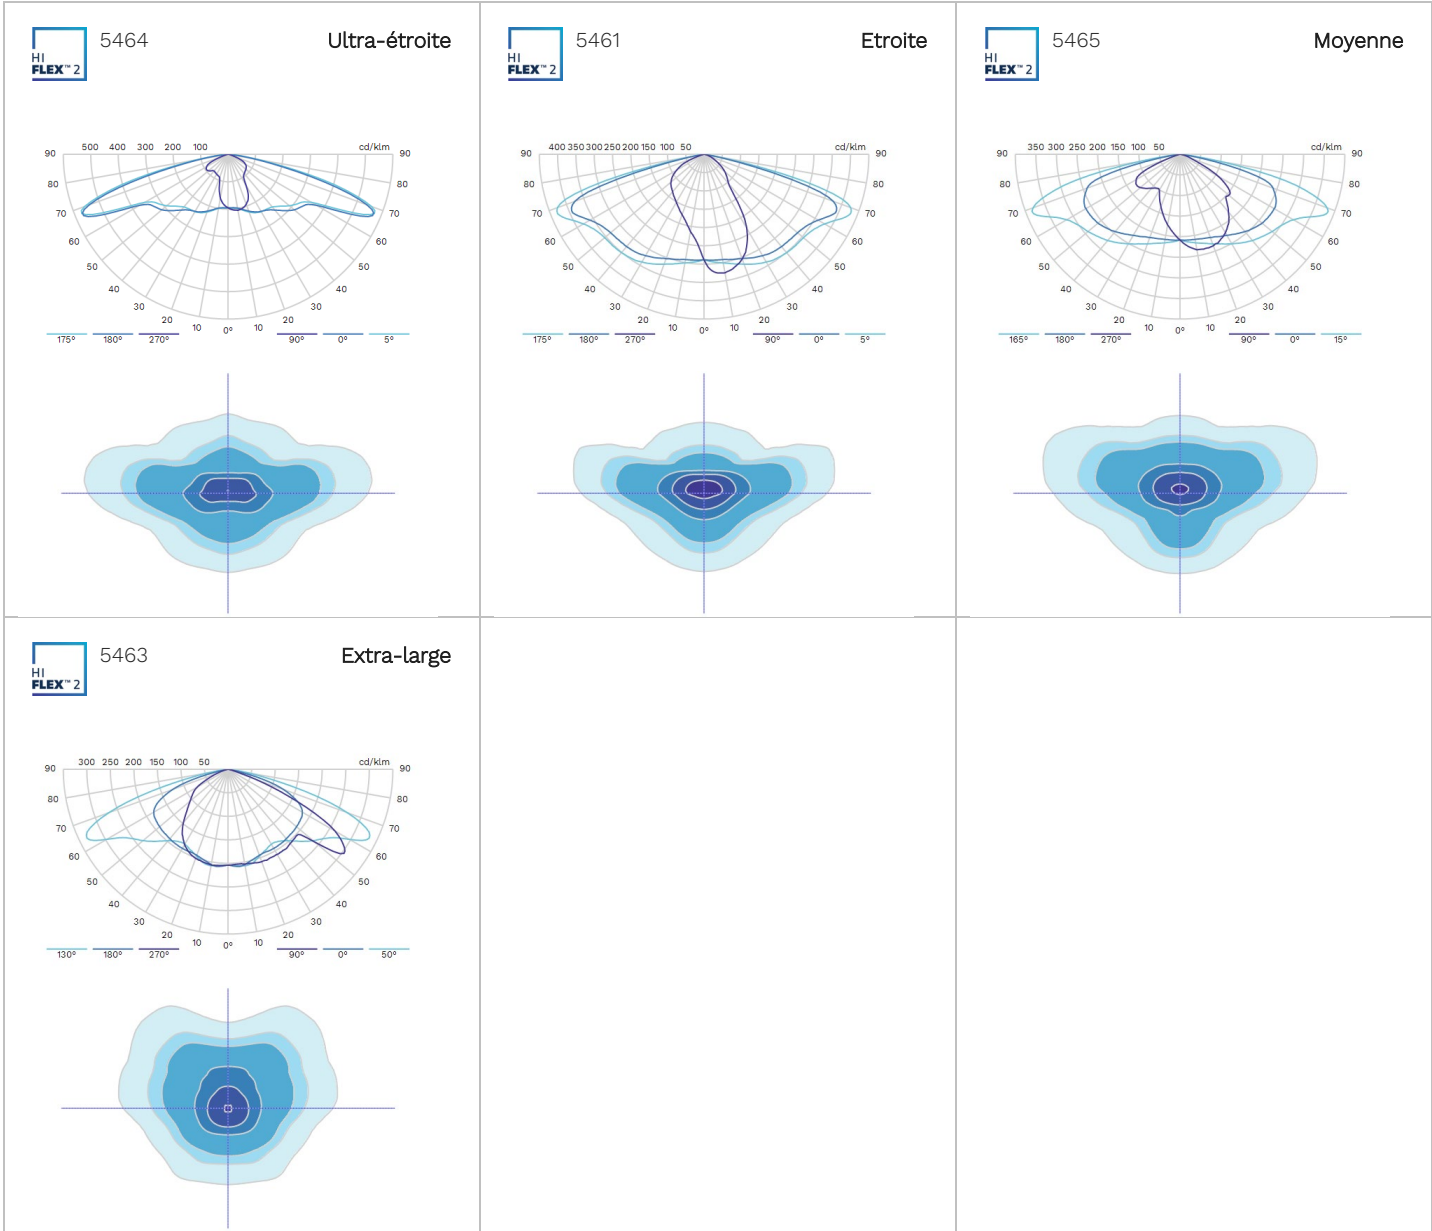 HI
FLEX™ 2
5464
Ultra-étroite
500 400 300 200 100 cd/klm
90 90
80 80
70 70
60 60
50 50
40 40
30 30
20 10 0° 10 20
175° 180° 270° 90° 0° 5°
HI
FLEX™ 2
5461
Etroite
400 350 300 250 200 150 100 50 cd/klm
90 90
80 80
70 70
60 60
50 50
40 40
30 30
20 10 0° 10 20
175° 180° 270° 90° 0° 5°
HI
FLEX™ 2
5465
Moyenne
350 300 250 200 150 100 50 cd/klm
90 90
80 80
70 70
60 60
50 50
40 40
30 30
20 10 0° 10 20
165° 180° 270° 90° 0° 15°
HI
FLEX™ 2
5463
Extra-large
300 250 200 150 100 50 cd/klm
90 90
80 80
70 70
60 60
50 50
40 40
30 30
20 10 0° 10 20
130° 180° 270° 90° 0° 50°